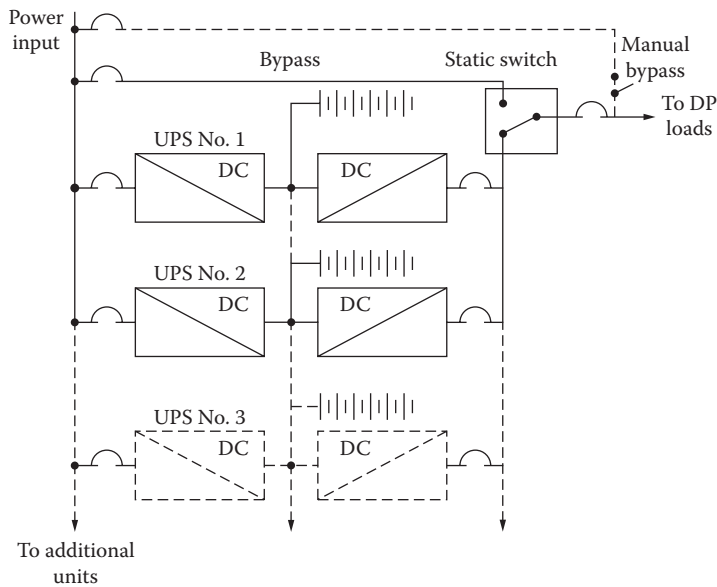 Power
input
Bypass
Static switch
Manual
bypass
To DP
loads
UPS No. 1
DC
DC
UPS No. 2
DC
DC
UPS No. 3
DC
DC
To additional
units